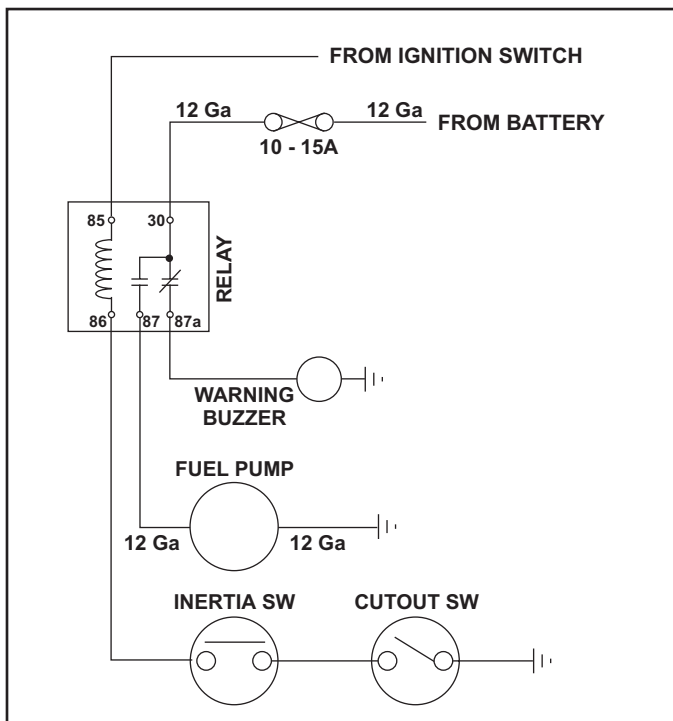 FROM IGNITION SWITCH
12 Ga
12 Ga
FROM BATTERY
10 - 15A
85
30
RELAY
86
87
87a
WARNING
BUZZER
FUEL PUMP
12 Ga
12 Ga
INERTIA SW
CUTOUT SW